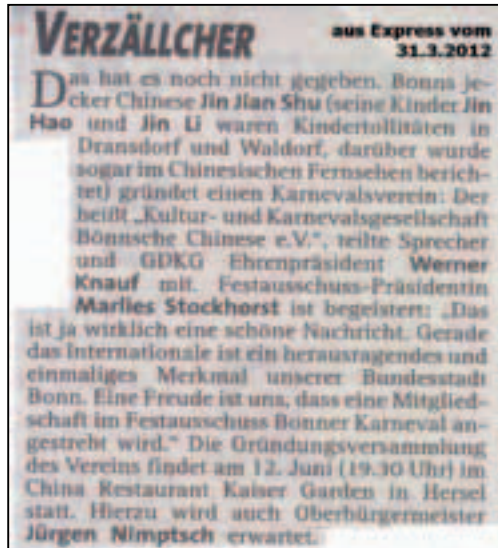 VERZÄLLCHER
aus Express vom
31.3.2012
Das hat es noch nicht gegeben. Bonns je-
cker Chinese Jin Jian Shu (seine Kinder Jin
Hao und Jin Li waren Kindertollitäten in
Dransdorf und Waldorf, darüber wurde
sogar im Chinesischen Fernsehen berich-
tet) gründet einen Karnevalsverein: Der
heißt „Kultur- und Karnevalsgesellschaft
Bönnsche Chinese e.V.“, teilte Sprecher
und GDKG Ehrenpräsident Werner
Knauf mit. Festausschuss-Präsidentin
Marlies Stockhorst ist begeistert: „Das
ist ja wirklich eine schöne Nachricht. Gerade
das Internationale ist ein herausragendes und
einmaliges Merkmal unserer Bundesstadt
Bonn. Eine Freude ist uns, dass eine Mitglied-
schaft im Festausschuss Bonner Karneval an-
gestrebt wird.“ Die Gründungsversammlung
des Vereins findet am 12. Juni (19.30 Uhr) im
China Restaurant Kaiser Garden in Hersel
statt. Hierzu wird auch Oberbürgermeister
Jürgen Nimptsch erwartet.